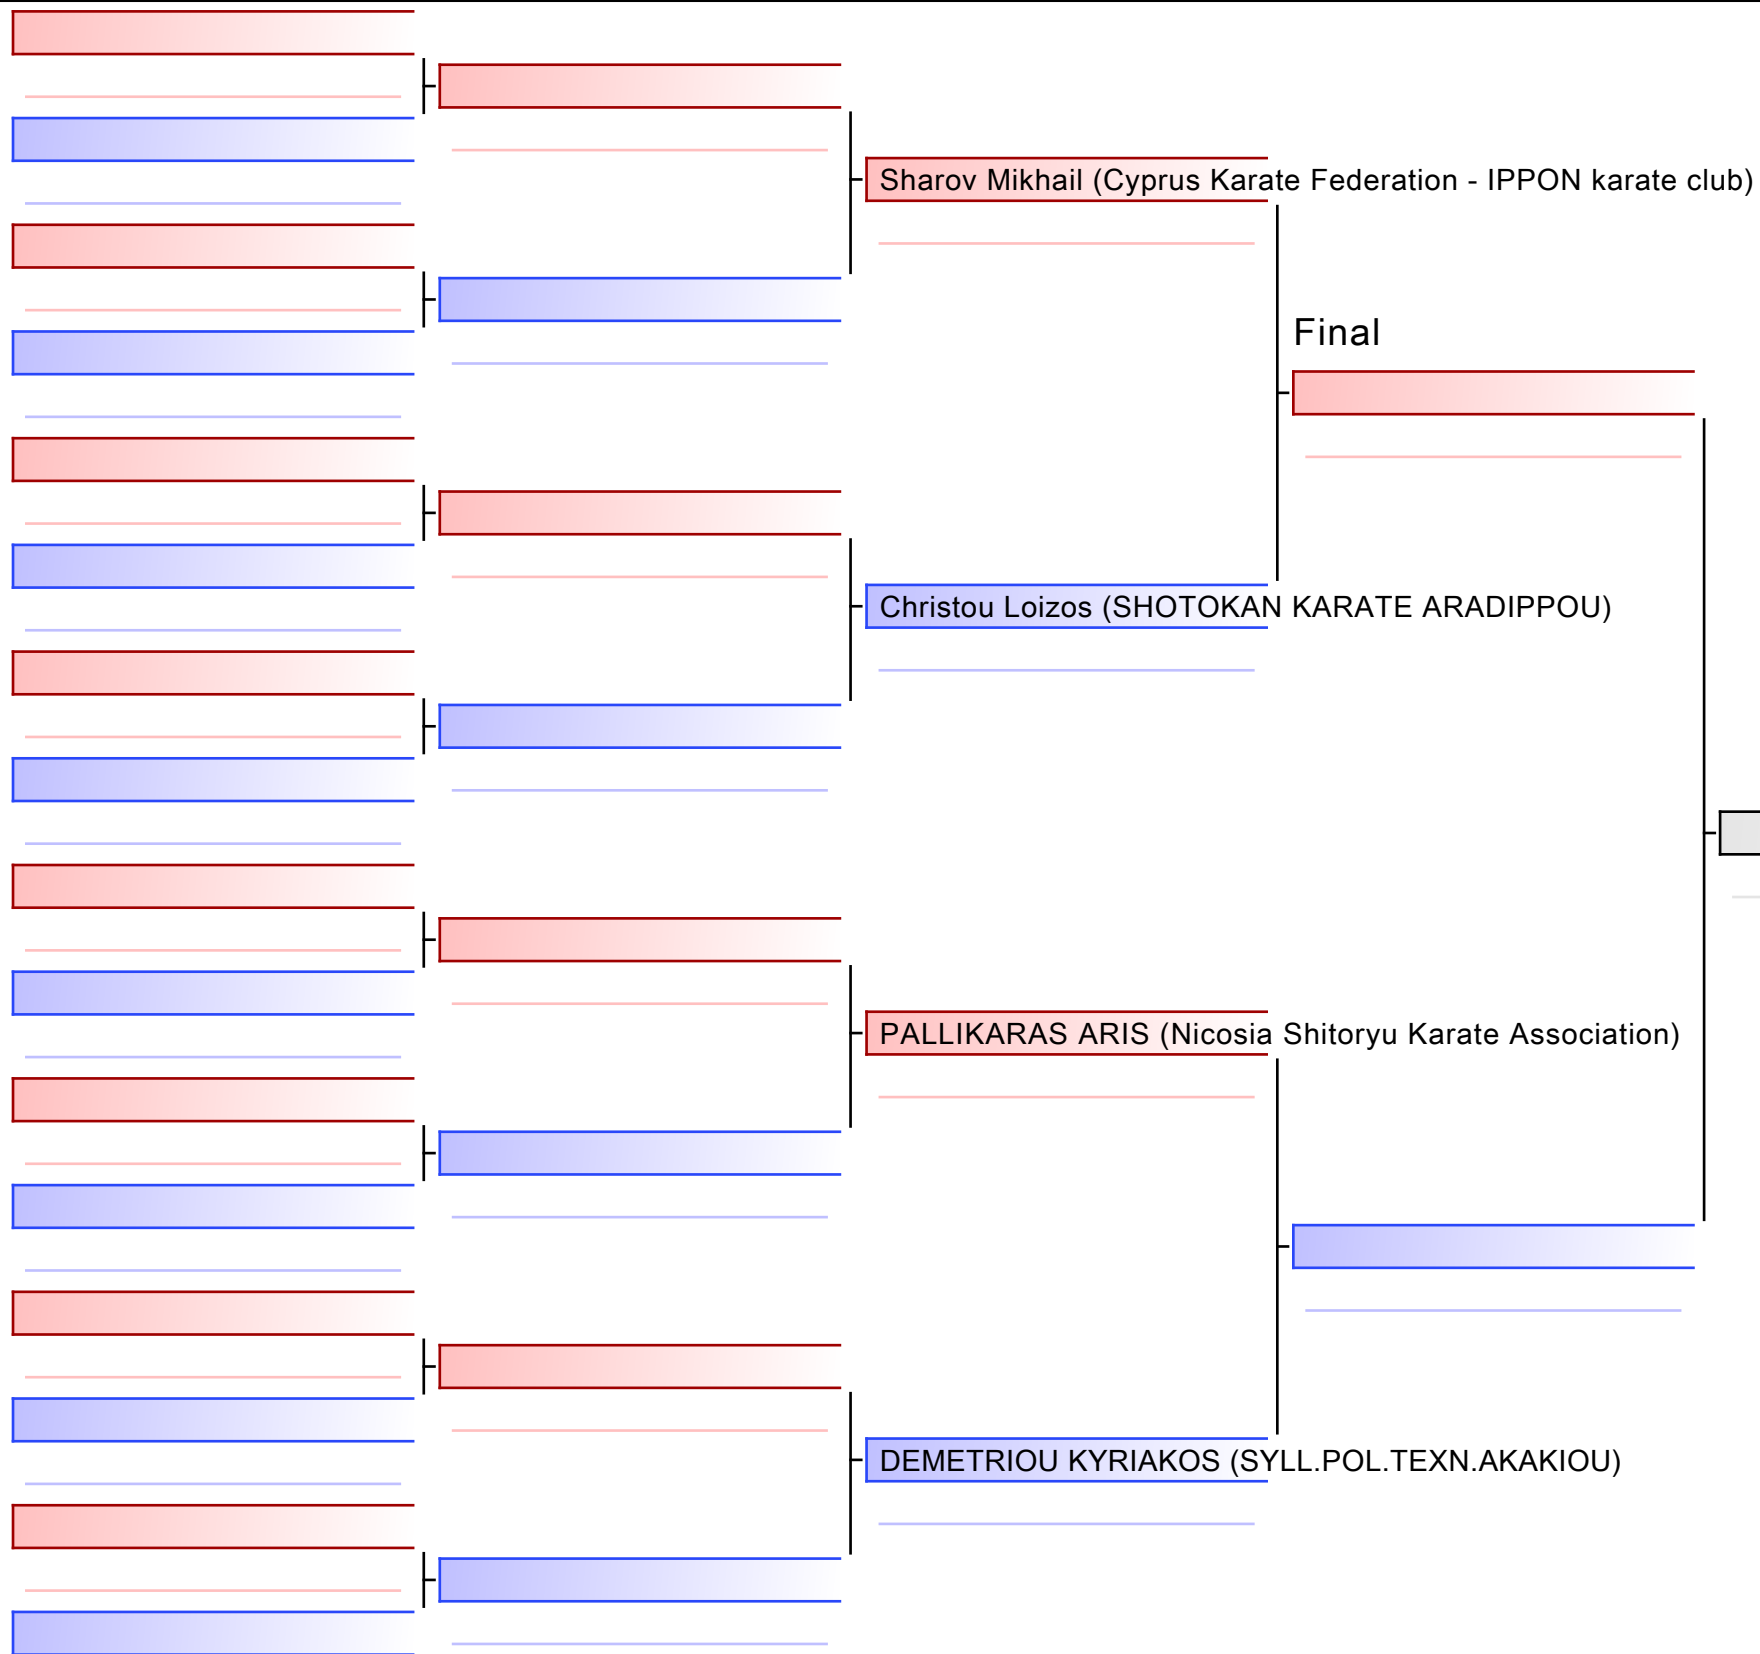 Sharov Mikhail (Cyprus Karate Federation - IPPON karate club)
Final
Christou Loizos (SHOTOKAN KARATE ARADIPPOU)
PALLIKARAS ARIS (Nicosia Shitoryu Karate Association)
DEMETRIOU KYRIAKOS (SYLL.POL.TEXN.AKAKIOU)